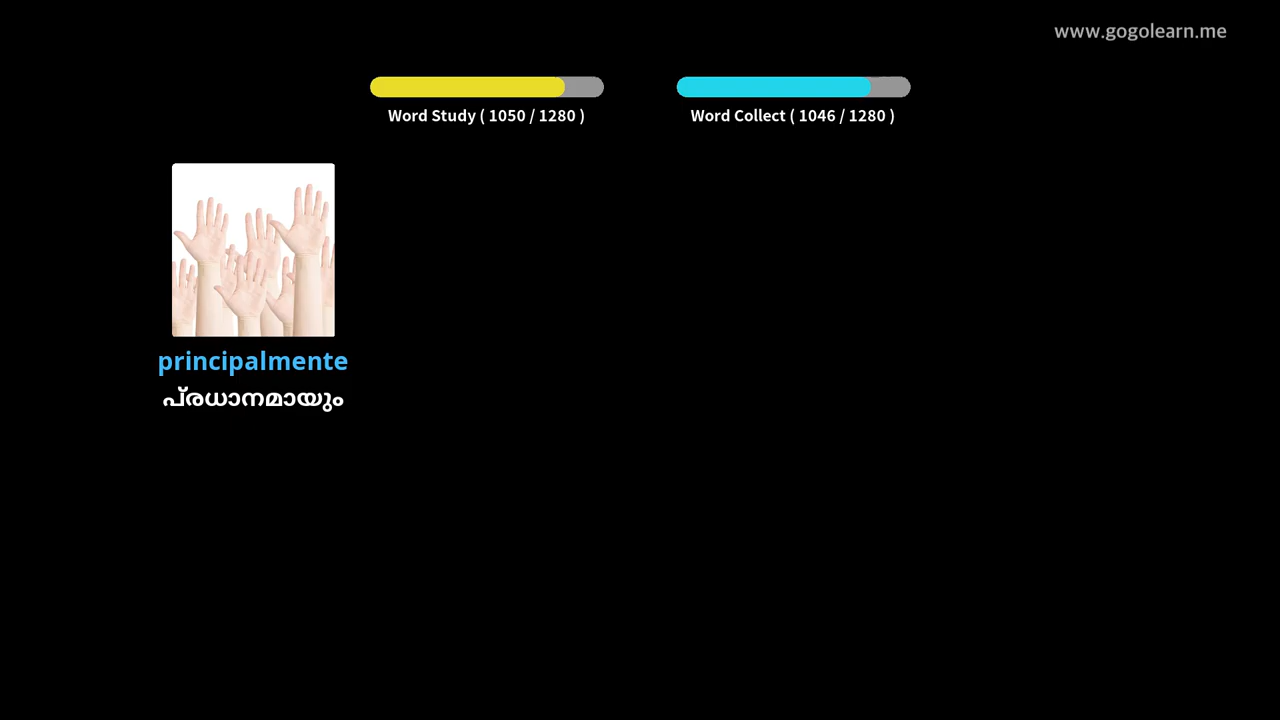 www.gogolearn.me
Word Study ( 1050 / 1280 )
Word Collect ( 1046 / 1280 )
principalmente
പ്രധാനമായും